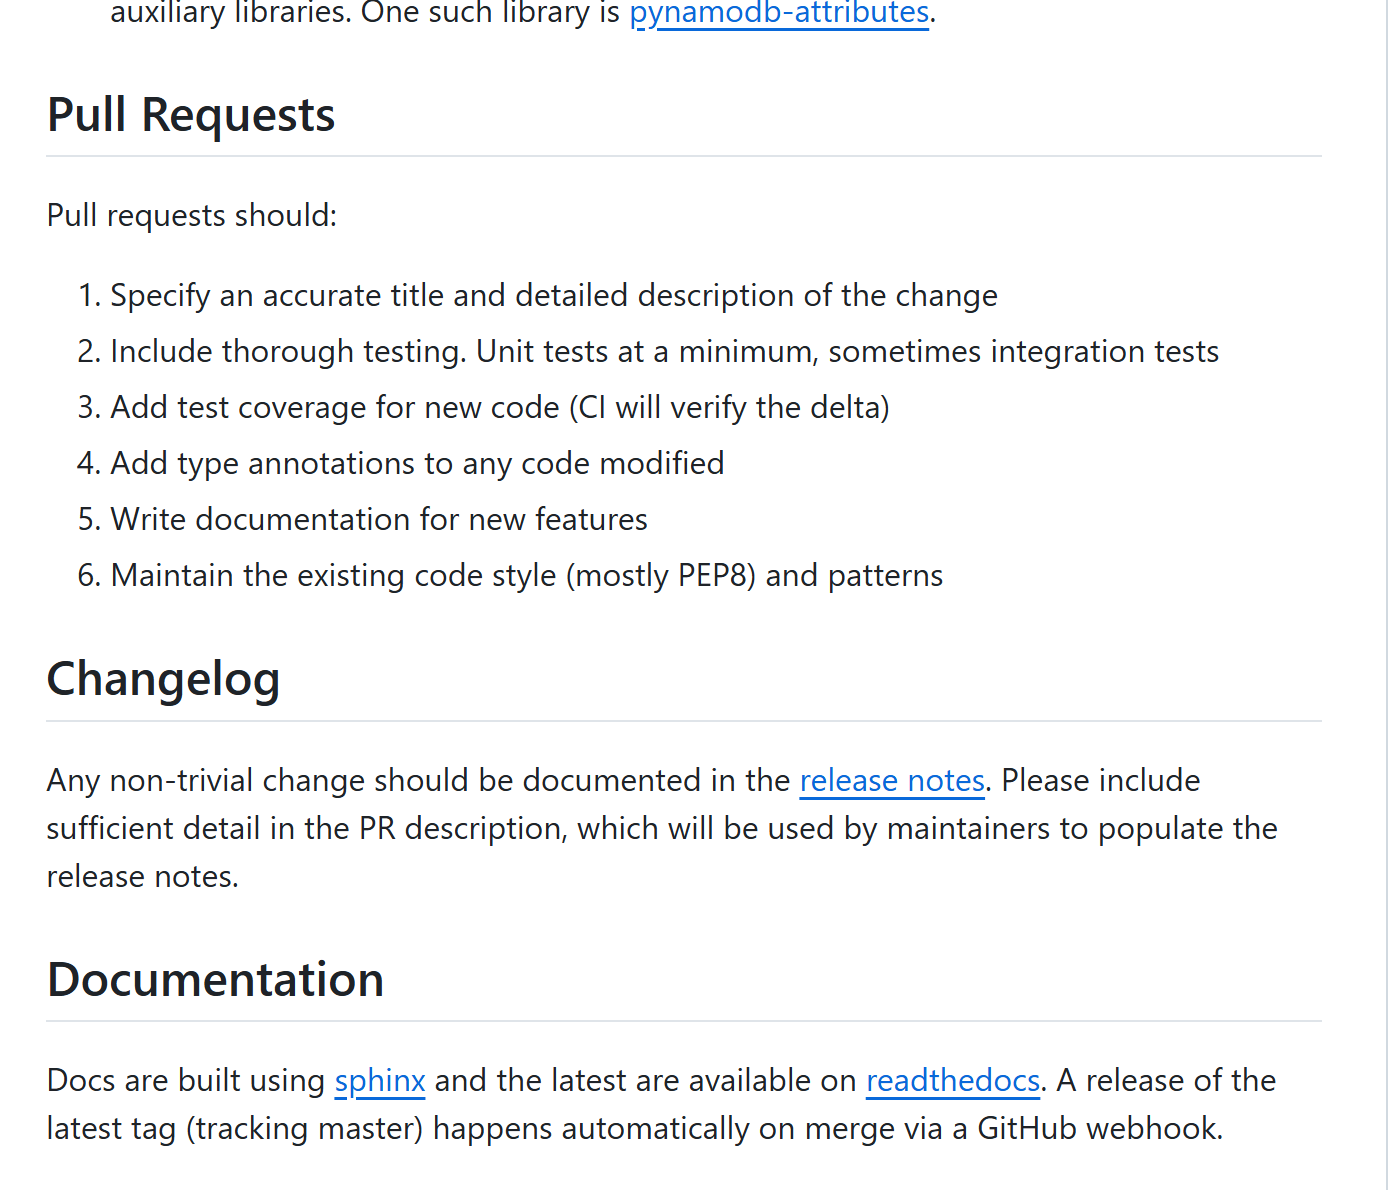 auxiliary libraries. One such library is pynamodb-attributes.
Pull Requests
Pull requests should:
1. Specify an accurate title and detailed description of the change
2. Include thorough testing. Unit tests at a minimum, sometimes integration tests
3. Add test coverage for new code (CI will verify the delta)
4. Add type annotations to any code modified
5. Write documentation for new features
6. Maintain the existing code style (mostly PEP8) and patterns
Changelog
Any non-trivial change should be documented in the release notes. Please include
sufficient detail in the PR description, which will be used by maintainers to populate the
release notes.
Documentation
Docs are built using sphinx and the latest are available on readthedocs. A release of the
latest tag (tracking master) happens automatically on merge via a GitHub webhook.